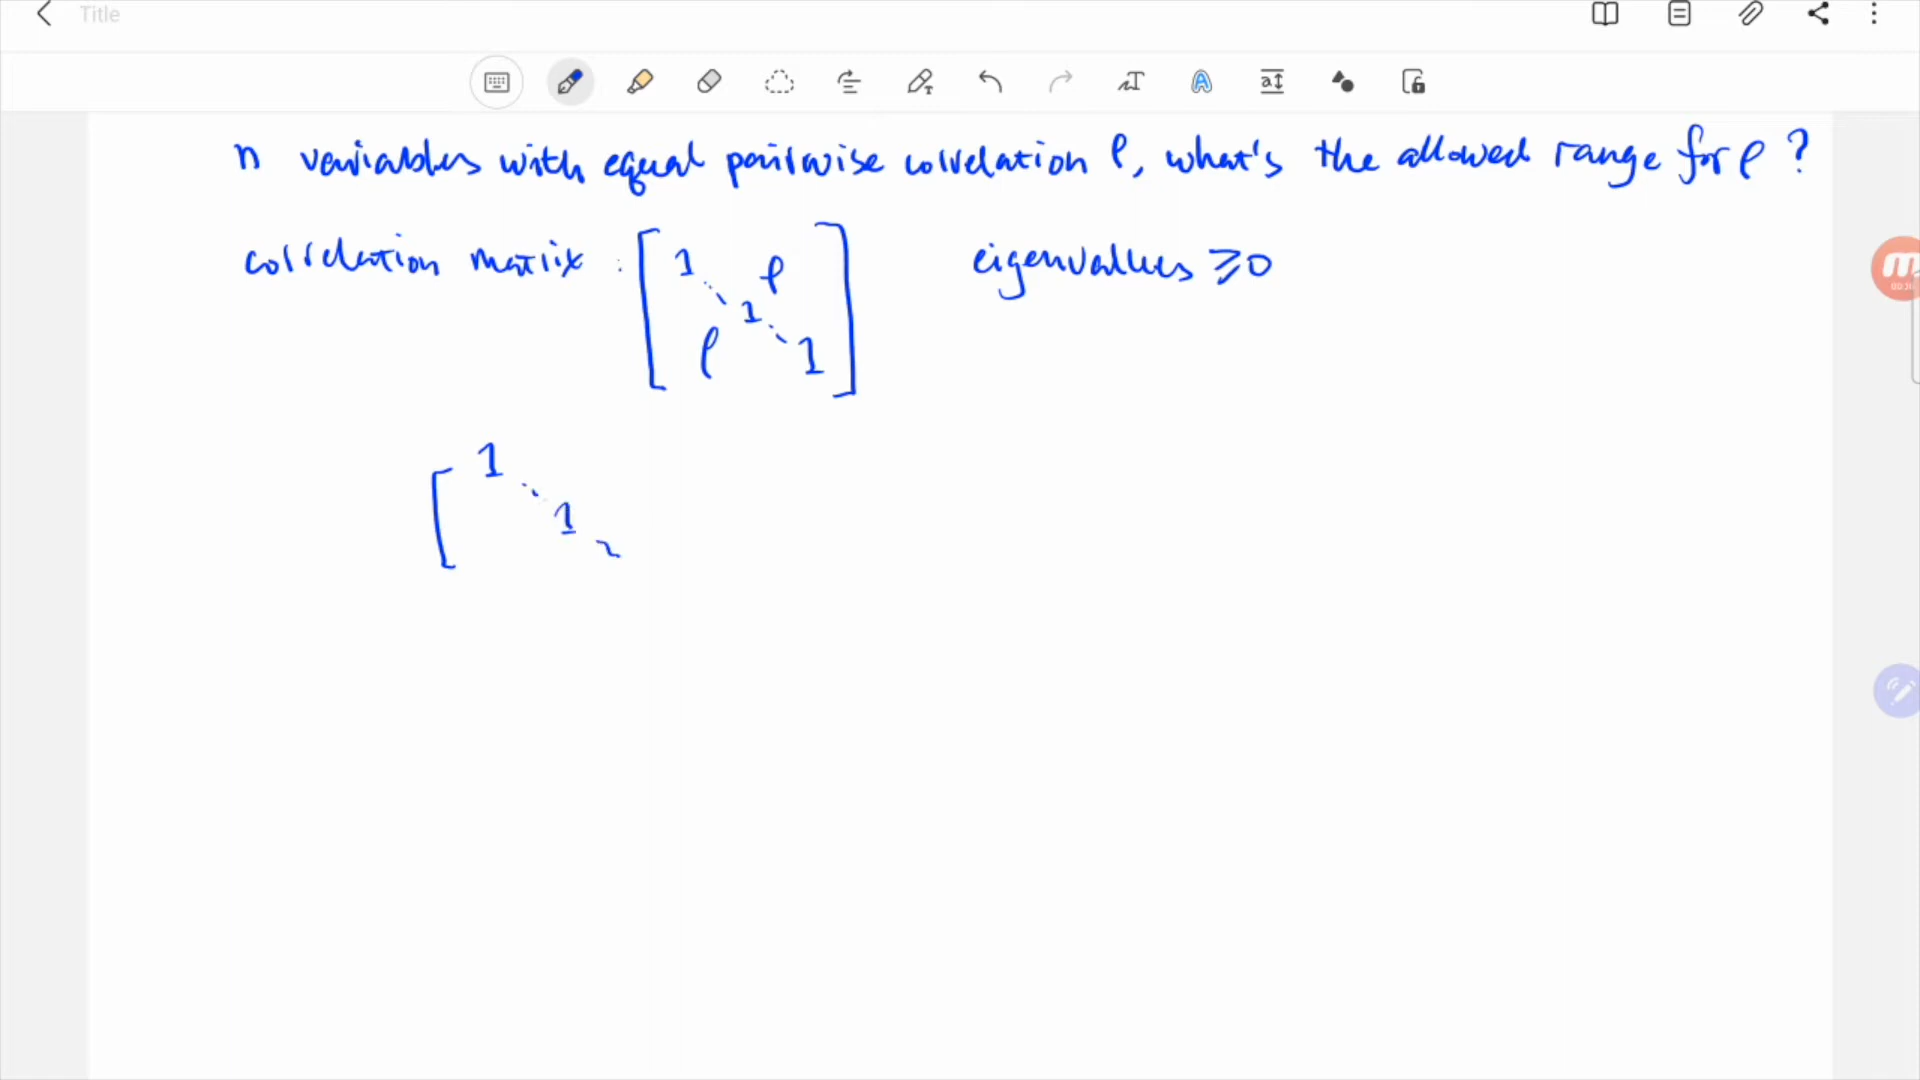 Title
n variables with equal pairwise correlation ρ, what's the allowed range for ρ ?
correlation matrix : [ 1 ⋱ ρ 1 ρ ⋱ 1 ] eigenvalues ⩾0
[ 1 ⋱ 1